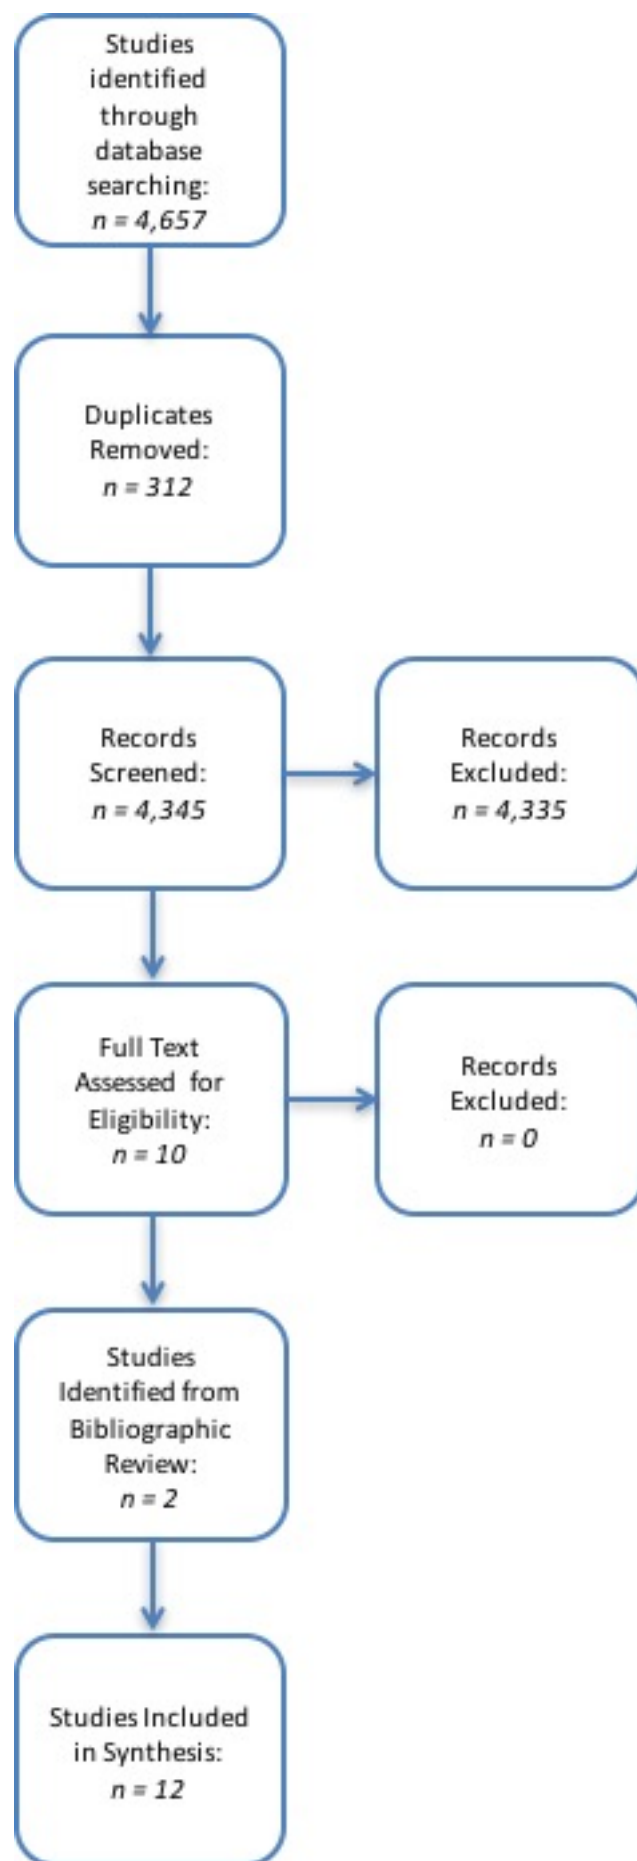 Studies
identified
through
database
searching:
n = 4,657
Duplicates
Removed:
n = 312
Records
Screened:
n = 4,345
Records
Excluded:
n = 4,335
Full Text
Assessed for
Eligibility:
n = 10
Records
Excluded:
n = 0
Studies
Identified from
Bibliographic
Review:
n = 2
Studies Included
in Synthesis:
n = 12